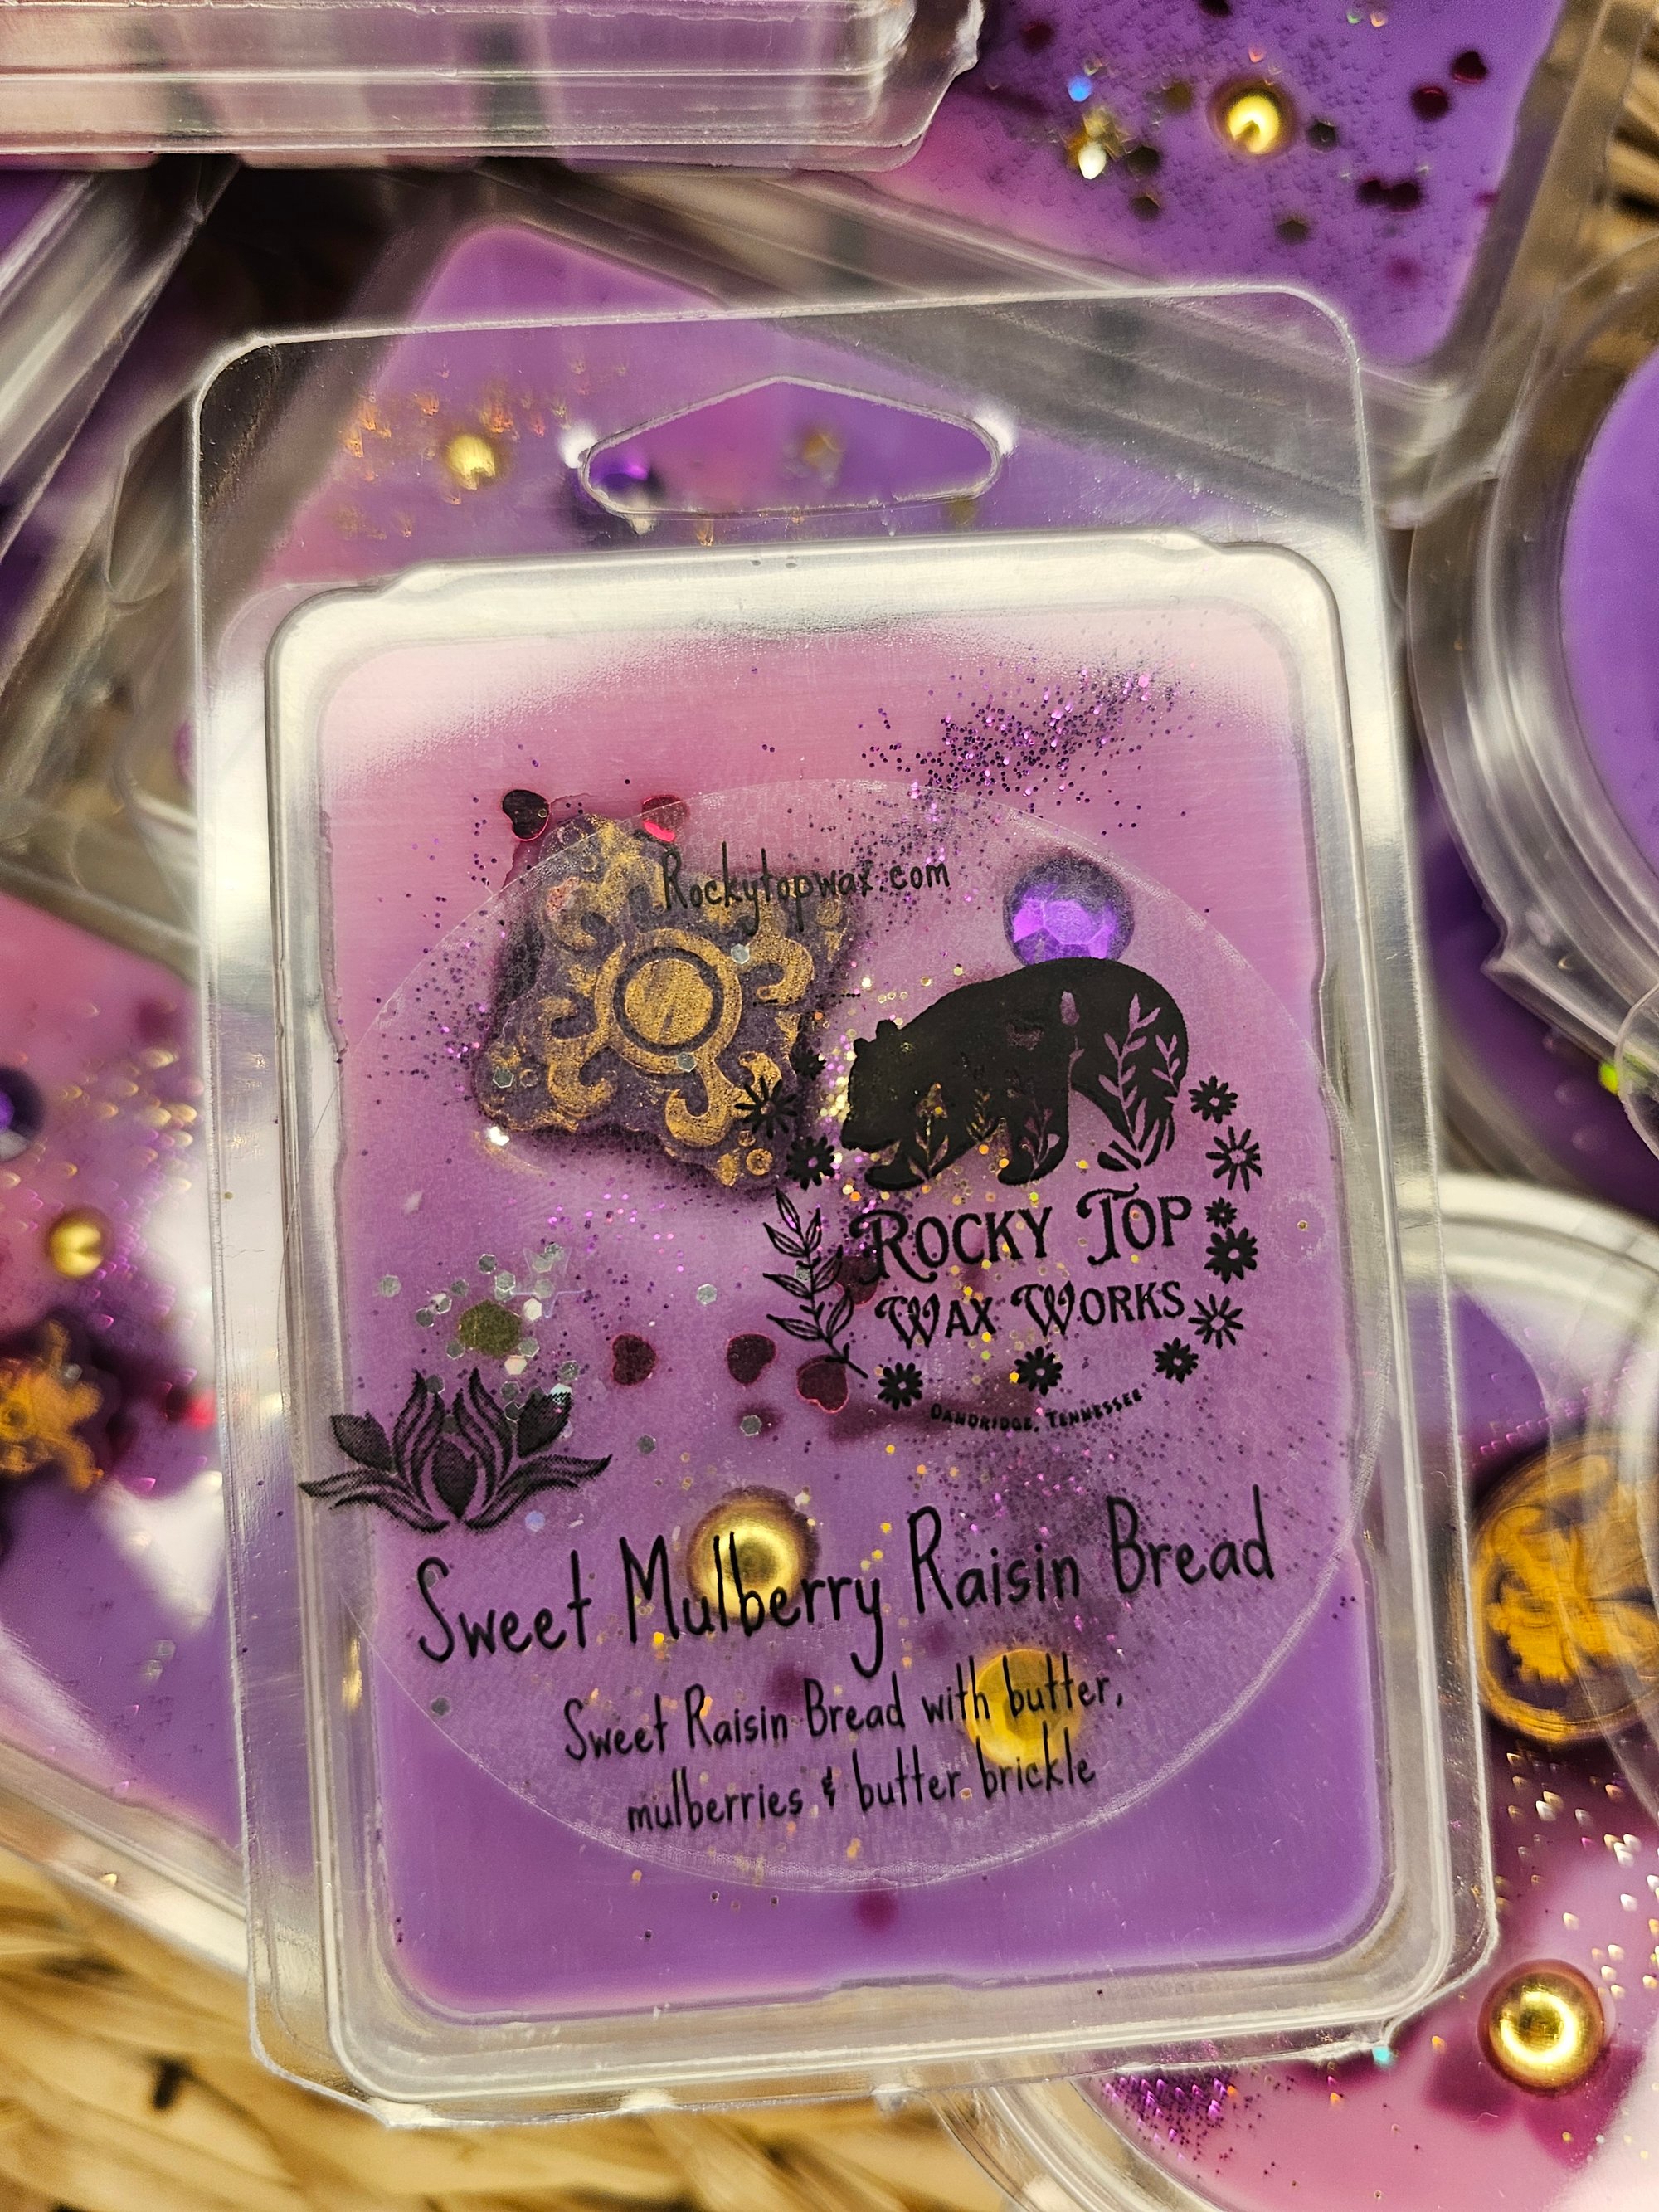 Rockytopwax.com
Rocky Top
Wax Works
Dandridge, Tennessee
Sweet Mulberry Raisin Bread
Sweet Raisin Bread with butter,
mulberries & butter brickle